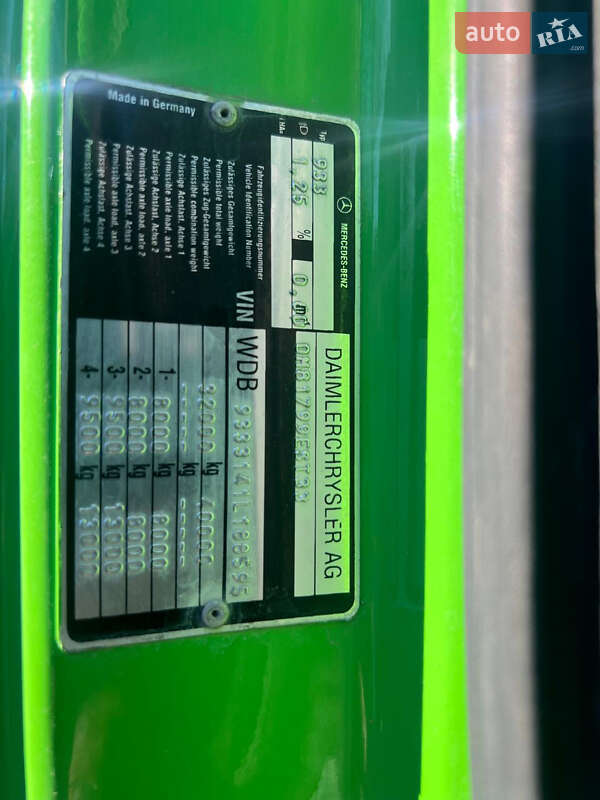 auto RIA .com
MERCEDES-BENZ
DAIMLERCHRYSLER AG
Typ 933
1,25 %
Fahrzeugidentifizierungsnummer
Vehicle Identification Number VIN WDB 9333141L188595
Zulässiges Gesamtgewicht
Permissible total weight 32000 kg 40000
Zulässiges Zug-Gesamtgewicht
Permissible combination weight kg
Zulässige Achslast, Achse 1
Permissible axle load, axle 1 1- 8000 kg 8000
Zulässige Achslast, Achse 2
Permissible axle load, axle 2 2- 8000 kg 8000
Zulässige Achslast, Achse 3
Permissible axle load, axle 3 3- 9500 kg 13000
Zulässige Achslast, Achse 4
Permissible axle load, axle 4 4- 9500 kg 13000
Made in Germany